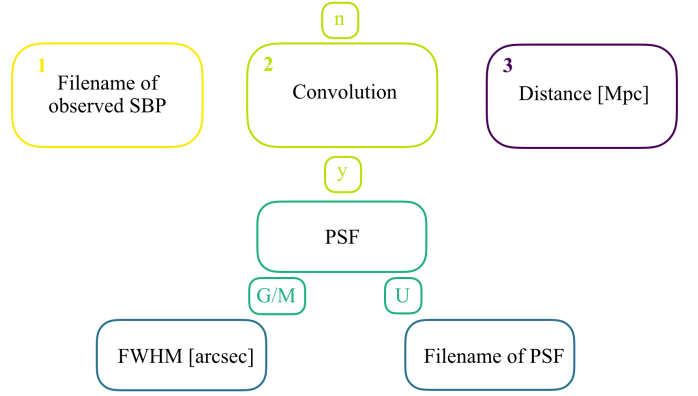 n
1
Filename of
observed SBP
2
Convolution
3
Distance [Mpc]
y
PSF
G/M
U
FWHM [arcsec]
Filename of PSF